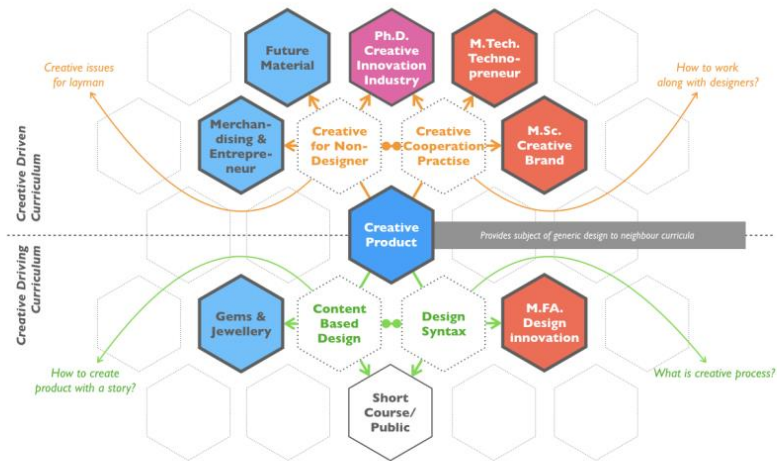 Ph.D.
Creative
Innovation
Industry
Future
Material
M.Tech.
Techno-
preneur
Creative issues
for layman
How to work
along with designers?
Merchan-
dising &
Entrepre-
neur
Creative
for Non-
Designer
Creative
Cooperation
Practise
M.Sc.
Creative
Brand
Creative Driven
Curriculum
Creative
Product
Provides subject of generic design to neighbour curricula
Creative Driving
Curriculum
Gems &
Jewellery
Content
Based
Design
Design
Syntax
M.FA.
Design
innovation
How to create
product with a story?
What is creative process?
Short
Course/
Public